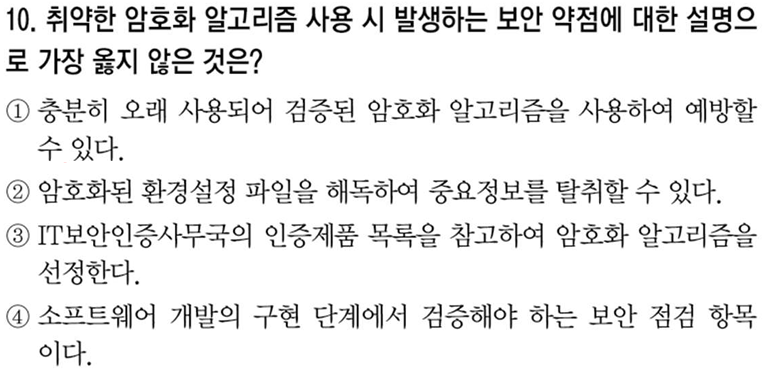 10. 취약한 암호화 알고리즘 사용 시 발생하는 보안 약점에 대한 설명으
로 가장 옳지 않은 것은?
① 충분히 오래 사용되어 검증된 암호화 알고리즘을 사용하여 예방할
수 있다.
② 암호화된 환경설정 파일을 해독하여 중요정보를 탈취할 수 있다.
③ IT보안인증사무국의 인증제품 목록을 참고하여 암호화 알고리즘을
선정한다.
④ 소프트웨어 개발의 구현 단계에서 검증해야 하는 보안 점검 항목
이다.